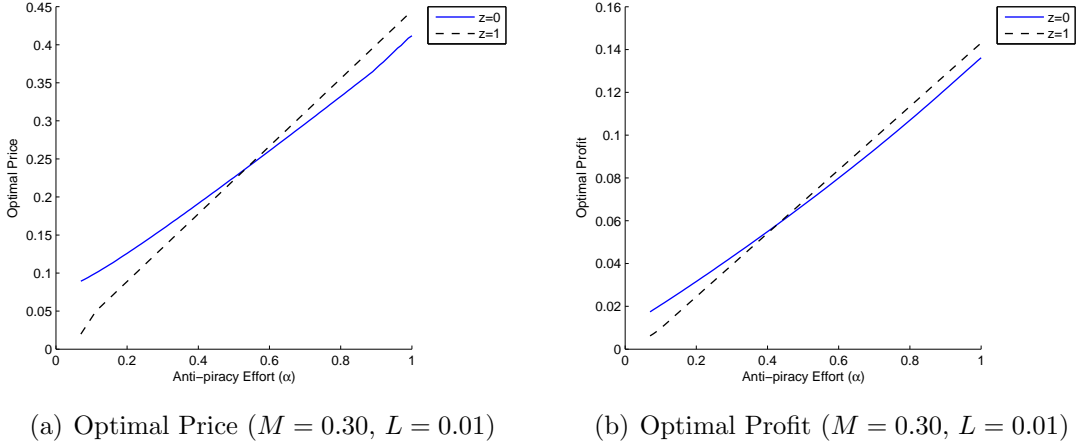 0.45
0.4
0.35
0.3
0.25
0.2
0.15
0.1
0.05
0
0 0.2 0.4 0.6 0.8 1
Optimal Price
Anti−piracy Effort (α)
z=0
z=1
0.16
0.14
0.12
0.1
0.08
0.06
0.04
0.02
0
0 0.2 0.4 0.6 0.8 1
Optimal Profit
Anti−piracy Effort (α)
z=0
z=1
(a) Optimal Price (M = 0.30, L = 0.01)
(b) Optimal Profit (M = 0.30, L = 0.01)